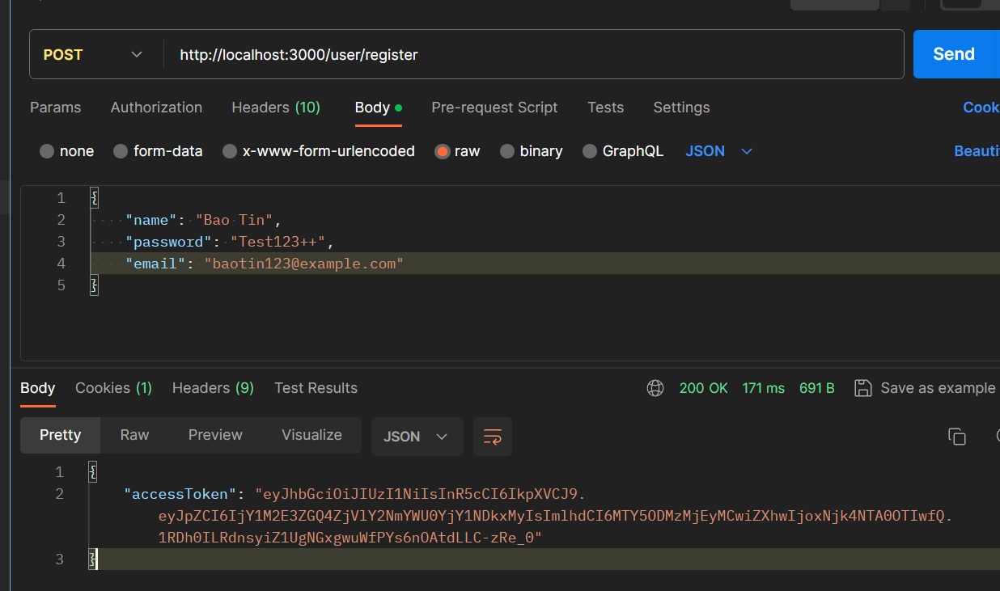 POST http://localhost:3000/user/register Send
Params Authorization Headers (10) Body Pre-request Script Tests Settings Cook
none form-data x-www-form-urlencoded raw binary GraphQL JSON Beauti
1 {
2 "name": "Bao Tin",
3 "password": "Test123++",
4 "email": "baotin123@example.com"
5 }
Body Cookies (1) Headers (9) Test Results 200 OK 171 ms 691 B Save as example
Pretty Raw Preview Visualize JSON
1 {
2 "accessToken": "eyJhbGciOiJIUzI1NiIsInR5cCI6IkpXVCJ9.
eyJpZCI6IjY1M2E3ZGQ4ZjVlY2NmYWU0YjY1NDkxMyIsImlhdCI6MTY5ODMzMjEyMCwiZXhwIjoxNjk4NTA0OTIwfQ.
1RDh0ILRdnsyiZ1UgNGxgwuWfPYs6nOAtdLLC-zRe_0"
3 }